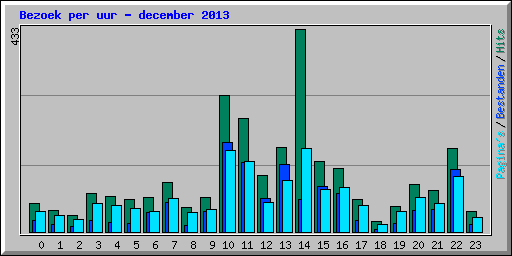 Bezoek per uur - december 2013
433
Pagina's/Bestanden/Hits
0 1 2 3 4 5 6 7 8 9 10 11 12 13 14 15 16 17 18 19 20 21 22 23